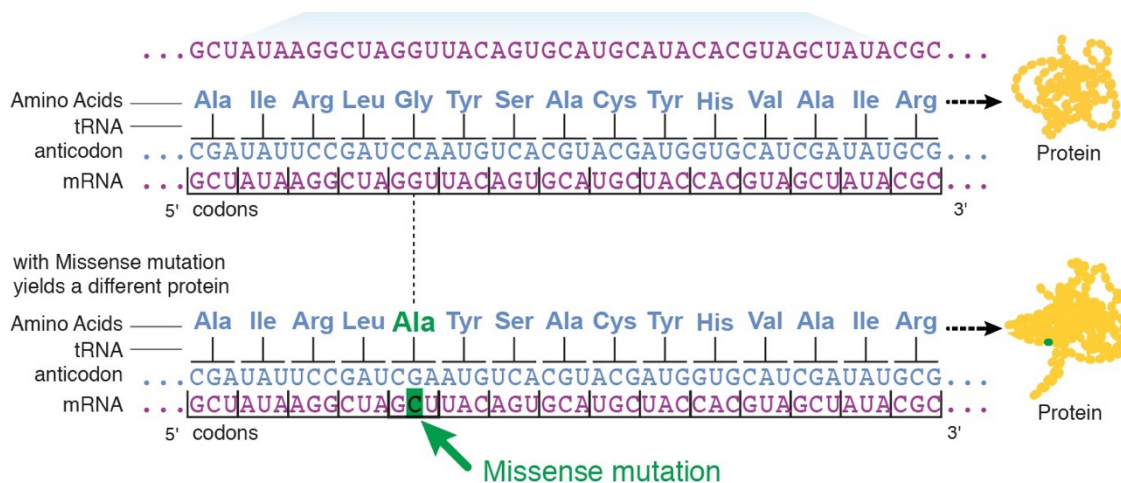 ...GCUAUAAGGCUAGGUUACAGUGCAUGCAUACACGUAGCUAUACGC...
Amino Acids Ala Ile Arg Leu Gly Tyr Ser Ala Cys Tyr His Val Ala Ile Arg
tRNA
anticodon ...CGAUAUUCCGAUCCAAUGUCACGUACGAUGGUGCAUCGAUAUGCG...
Protein
mRNA ...GCUAUAAGGCUAGGUUACAGUGCAUGCUACCACGUAGCUAUACGC...
5' codons 3'
with Missense mutation
yields a different protein
Amino Acids Ala Ile Arg Leu Ala Tyr Ser Ala Cys Tyr His Val Ala Ile Arg
tRNA
anticodon ...CGAUAUUCCGAUCGAAUGUCACGUACGAUGGUGCAUCGAUAUGCG...
mRNA ...GCUAUAAGGCUAGCUUACAGUGCAUGCUACCACGUAGCUAUACGC...
Protein
5' codons 3'
Missense mutation